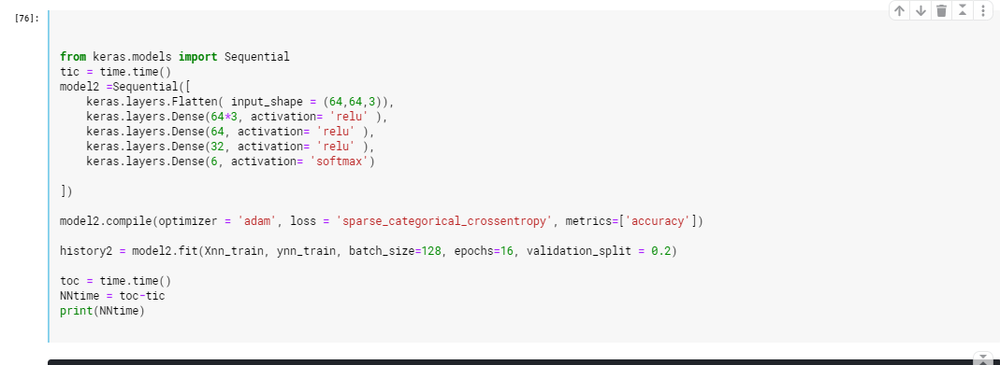 [76]:
from keras.models import Sequential
tic = time.time()
model2 =Sequential([
    keras.layers.Flatten( input_shape = (64,64,3)),
    keras.layers.Dense(64*3, activation= 'relu' ),
    keras.layers.Dense(64, activation= 'relu' ),
    keras.layers.Dense(32, activation= 'relu' ),
    keras.layers.Dense(6, activation= 'softmax')
])
model2.compile(optimizer = 'adam', loss = 'sparse_categorical_crossentropy', metrics=['accuracy'])
history2 = model2.fit(Xnn_train, ynn_train, batch_size=128, epochs=16, validation_split = 0.2)
toc = time.time()
NNtime = toc-tic
print(NNtime)